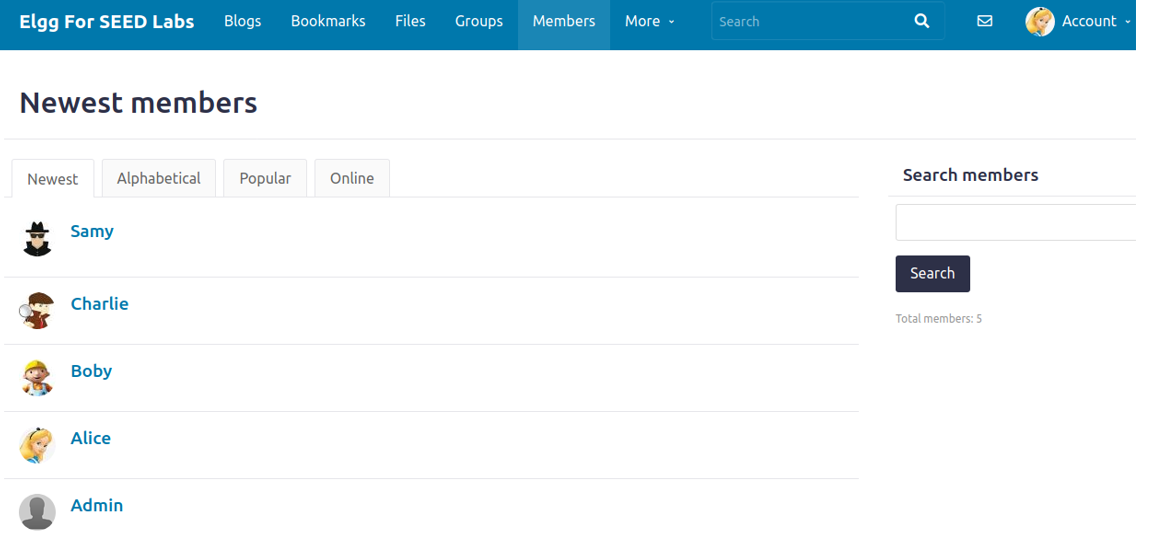 Elgg For SEED Labs Blogs Bookmarks Files Groups Members More Search Account
Newest members
Newest Alphabetical Popular Online
Search members
Samy
Search
Charlie
Total members: 5
Boby
Alice
Admin